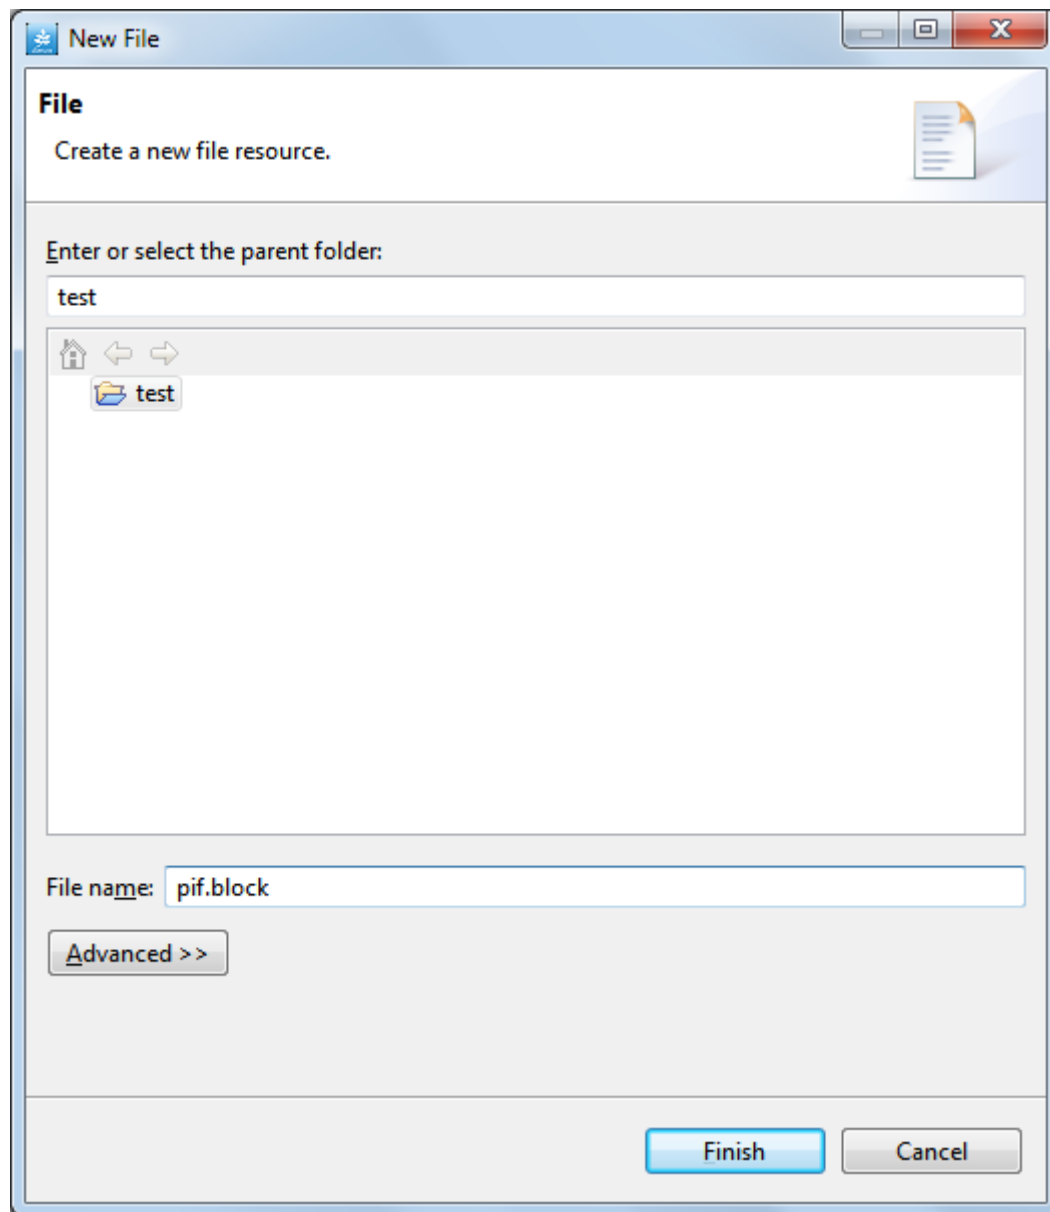 New File
File
Create a new file resource.
Enter or select the parent folder:
test
test
File name: pif.block
Advanced >>
Finish Cancel